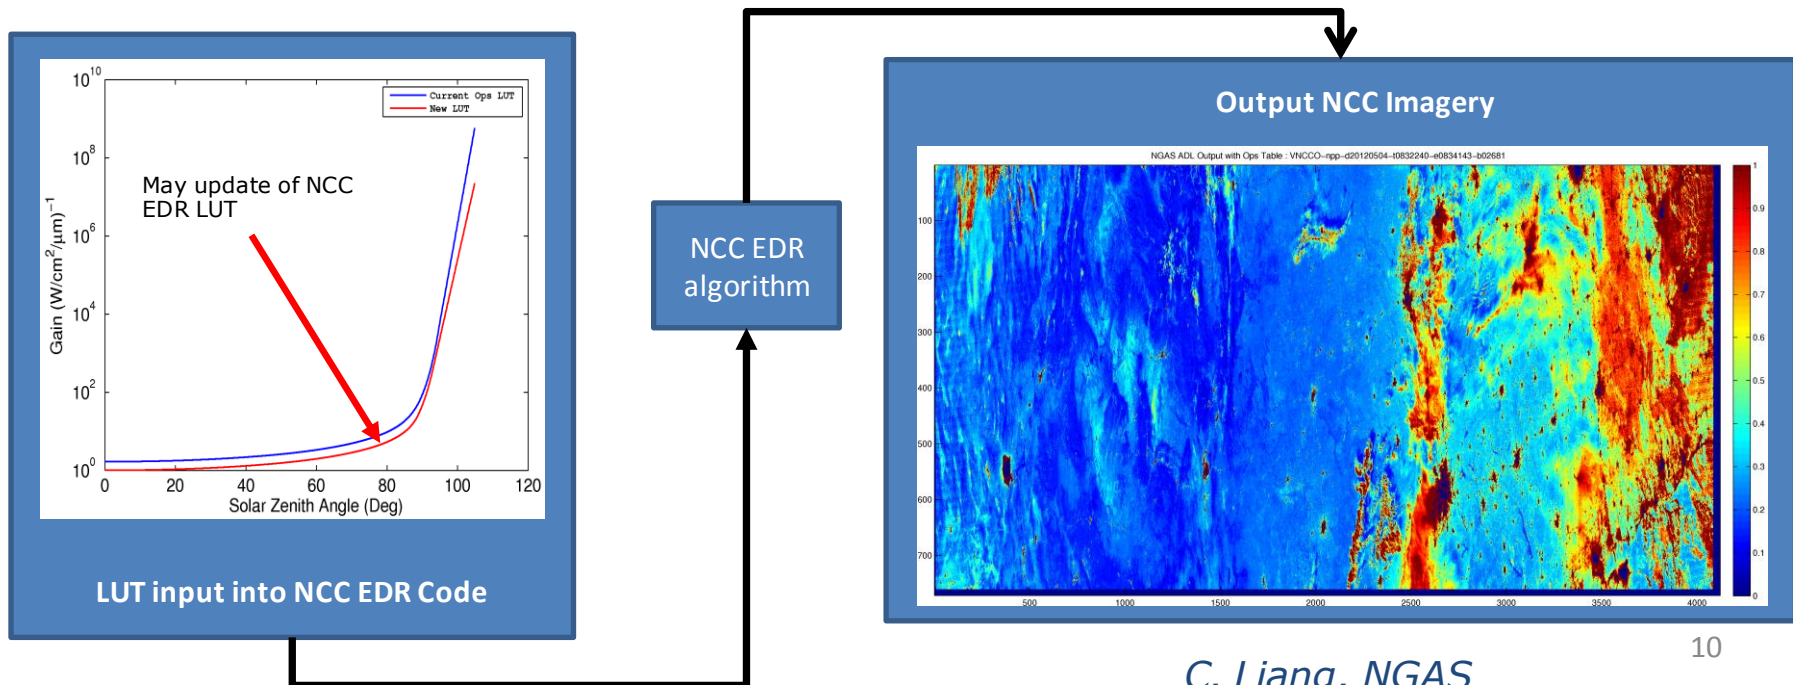 10^10
10^8
10^6
10^4
10^2
10^0
Gain (W/cm^2/μm)^−1
Current Ops LUT
New LUT
May update of NCC
EDR LUT
0 20 40 60 80 100 120
Solar Zenith Angle (Deg)
LUT input into NCC EDR Code
NCC EDR
algorithm
Output NCC Imagery
NGAS ADL Output with Ops Table : VNCCO−npp−d20120504−t0832240−e0834143−b02681
100
200
300
400
500
600
700
500 1000 1500 2000 2500 3000 3500 4000
1
0.9
0.8
0.7
0.6
0.5
0.4
0.3
0.2
0.1
0
C. Liang, NGAS
10